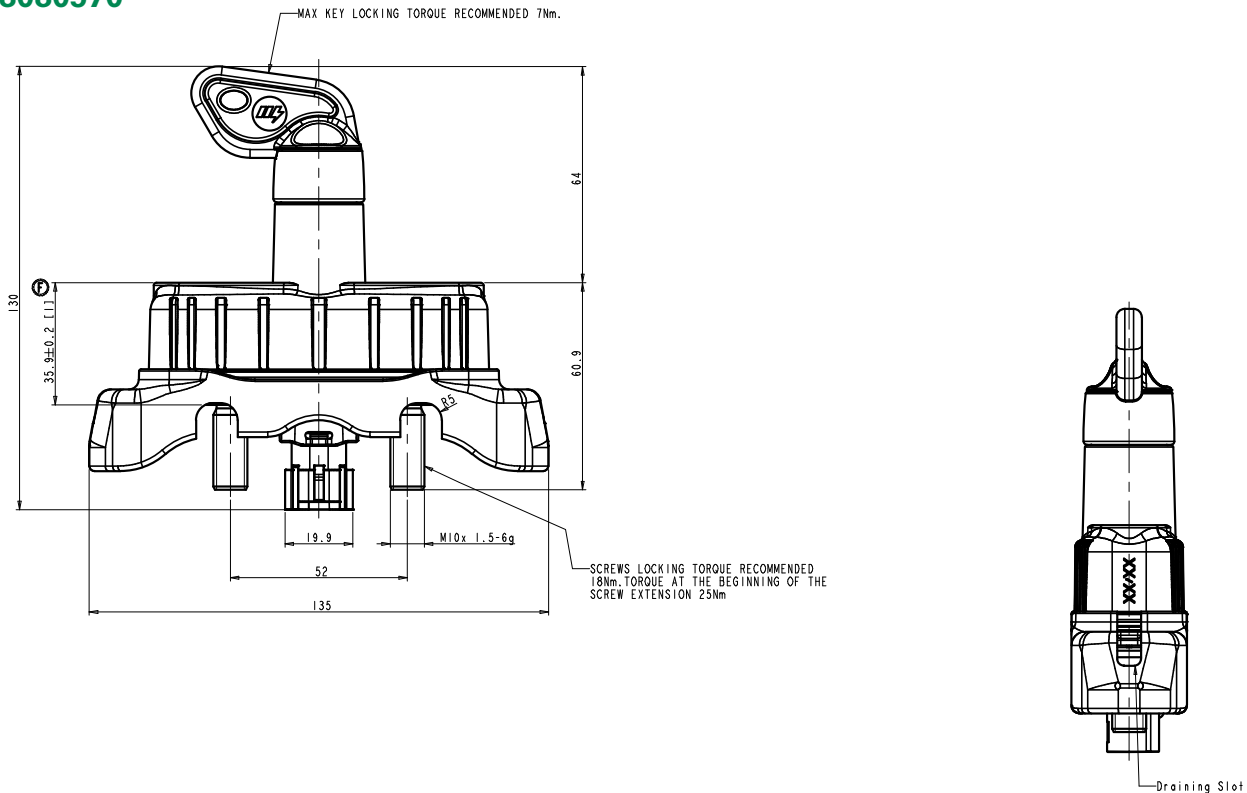 MAX KEY LOCKING TORQUE RECOMMENDED 7Nm.
64
130
F
35.9±0.2 [1]
60.9
R5
19.9
M10x 1.5-6g
52
135
SCREWS LOCKING TORQUE RECOMMENDED
18Nm.TORQUE AT THE BEGINNING OF THE
SCREW EXTENSION 25Nm
XX/XX
Draining Slot